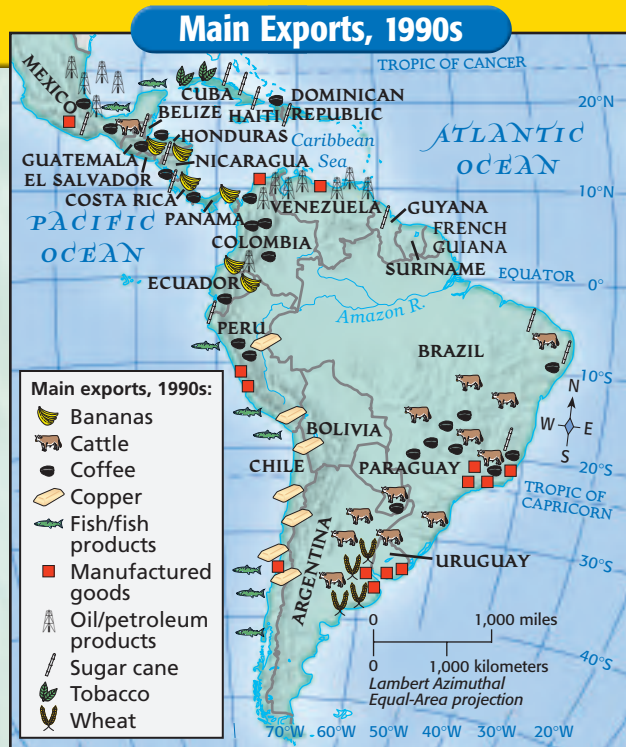 Main Exports, 1990s
TROPIC OF CANCER
MEXICO
CUBA
DOMINICAN
REPUBLIC
BELIZE
HAITI
20°N
HONDURAS
Caribbean
Sea
ATLANTIC
OCEAN
GUATEMALA
NICARAGUA
EL SALVADOR
COSTA RICA
10°N
PANAMA
VENEZUELA
GUYANA
PACIFIC
OCEAN
FRENCH
GUIANA
COLOMBIA
SURINAME
EQUATOR
ECUADOR
0°
Amazon R.
PERU
BRAZIL
10°S
N
W
E
S
BOLIVIA
CHILE
PARAGUAY
20°S
TROPIC OF
CAPRICORN
ARGENTINA
URUGUAY
30°S
40°S
Main exports, 1990s:
Bananas
Cattle
Coffee
Copper
Fish/fish
products
Manufactured
goods
Oil/petroleum
products
Sugar cane
Tobacco
Wheat
0
1,000 miles
0
1,000 kilometers
Lambert Azimuthal
Equal-Area projection
70°W
60°W
50°W
40°W
30°W
20°W